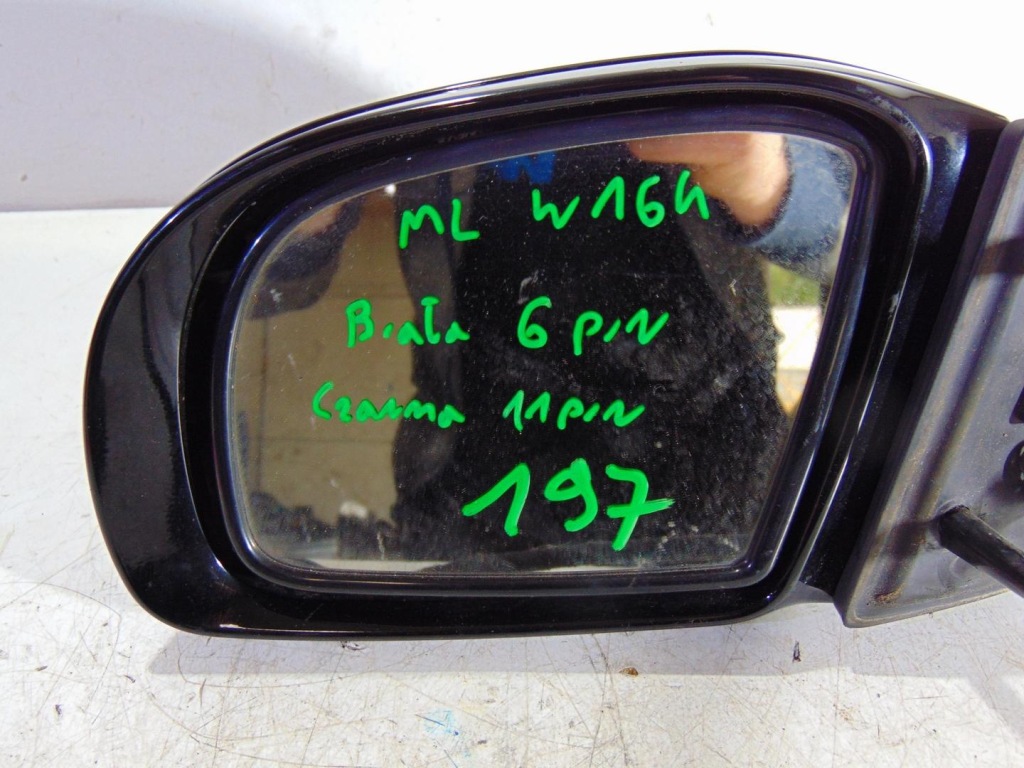 ML W164
Biała 6 PIN
Czarna 11 PIN
197